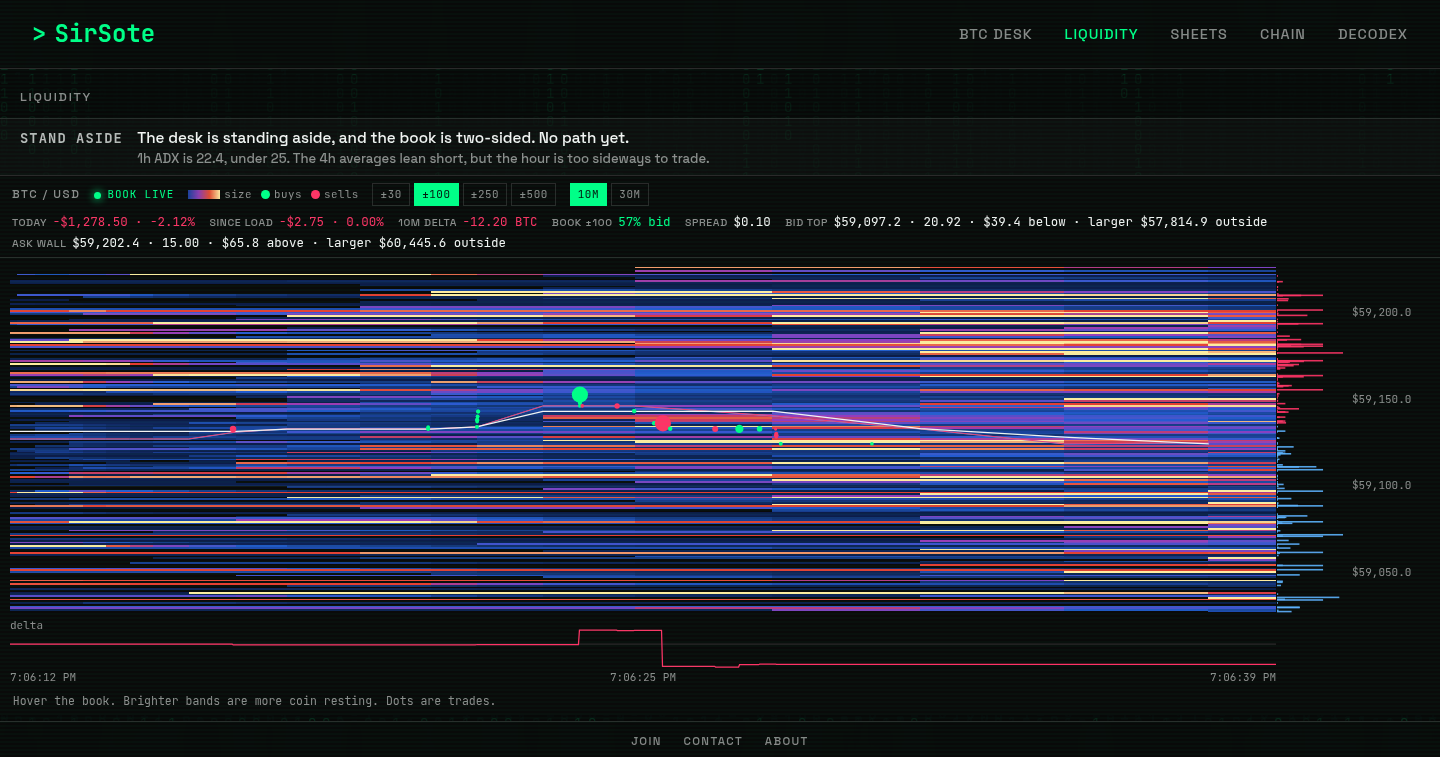 > SirSote
BTC DESK LIQUIDITY SHEETS CHAIN DECODEX
LIQUIDITY
STAND ASIDE The desk is standing aside, and the book is two-sided. No path yet.
1h ADX is 22.4, under 25. The 4h averages lean short, but the hour is too sideways to trade.
BTC / USD BOOK LIVE size buys sells ±30 ±100 ±250 ±500 10M 30M
TODAY -$1,278.50 · -2.12% SINCE LOAD -$2.75 · 0.00% 10M DELTA -12.20 BTC BOOK ±100 57% bid SPREAD $0.10 BID TOP $59,097.2 · 20.92 · $39.4 below · larger $57,814.9 outside
ASK WALL $59,202.4 · 15.00 · $65.8 above · larger $60,445.6 outside
$59,200.0
$59,150.0
$59,100.0
$59,050.0
delta
7:06:12 PM 7:06:25 PM 7:06:39 PM
Hover the book. Brighter bands are more coin resting. Dots are trades.
JOIN CONTACT ABOUT